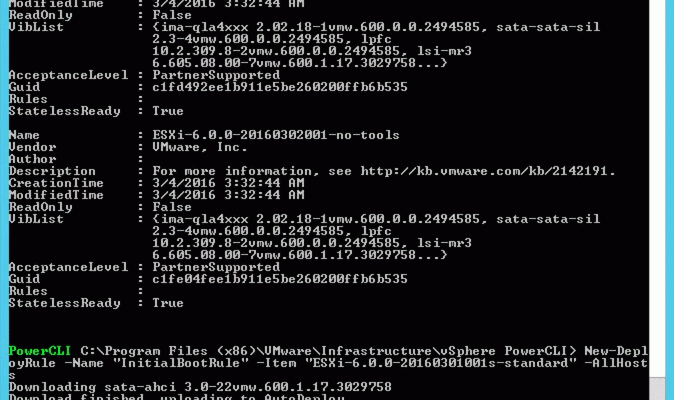 ModifiedTime : 3/4/2016 3:32:44 AM
ReadOnly : False
VibList : {ima-qla4xxx 2.02.18-1vmw.600.0.0.2494585, sata-sata-sil
2.3-4vmw.600.0.0.2494585, lpfc
10.2.309.8-2vmw.600.0.0.2494585, lsi-mr3
6.605.08.00-7vmw.600.1.17.3029758...}
AcceptanceLevel : PartnerSupported
Guid : c1fd492ee1b911e5be260200ffb6b535
Rules :
StatelessReady : True
Name : ESXi-6.0.0-20160302001-no-tools
Vendor : VMware, Inc.
Author :
Description : For more information, see http://kb.vmware.com/kb/2142191.
CreationTime : 3/4/2016 3:32:44 AM
ModifiedTime : 3/4/2016 3:32:44 AM
ReadOnly : False
VibList : {ima-qla4xxx 2.02.18-1vmw.600.0.0.2494585, sata-sata-sil
2.3-4vmw.600.0.0.2494585, lpfc
10.2.309.8-2vmw.600.0.0.2494585, lsi-mr3
6.605.08.00-7vmw.600.1.17.3029758...}
AcceptanceLevel : PartnerSupported
Guid : c1fe04fee1b911e5be260200ffb6b535
Rules :
StatelessReady : True
PowerCLI C:\Program Files (x86)\VMware\Infrastructure\vSphere PowerCLI> New-Depl
oyRule -Name "InitialBootRule" -Item "ESXi-6.0.0-20160301001s-standard" -AllHost
s
Downloading sata-ahci 3.0-22vmw.600.1.17.3029758
Download finished, uploading to AutoDeploy